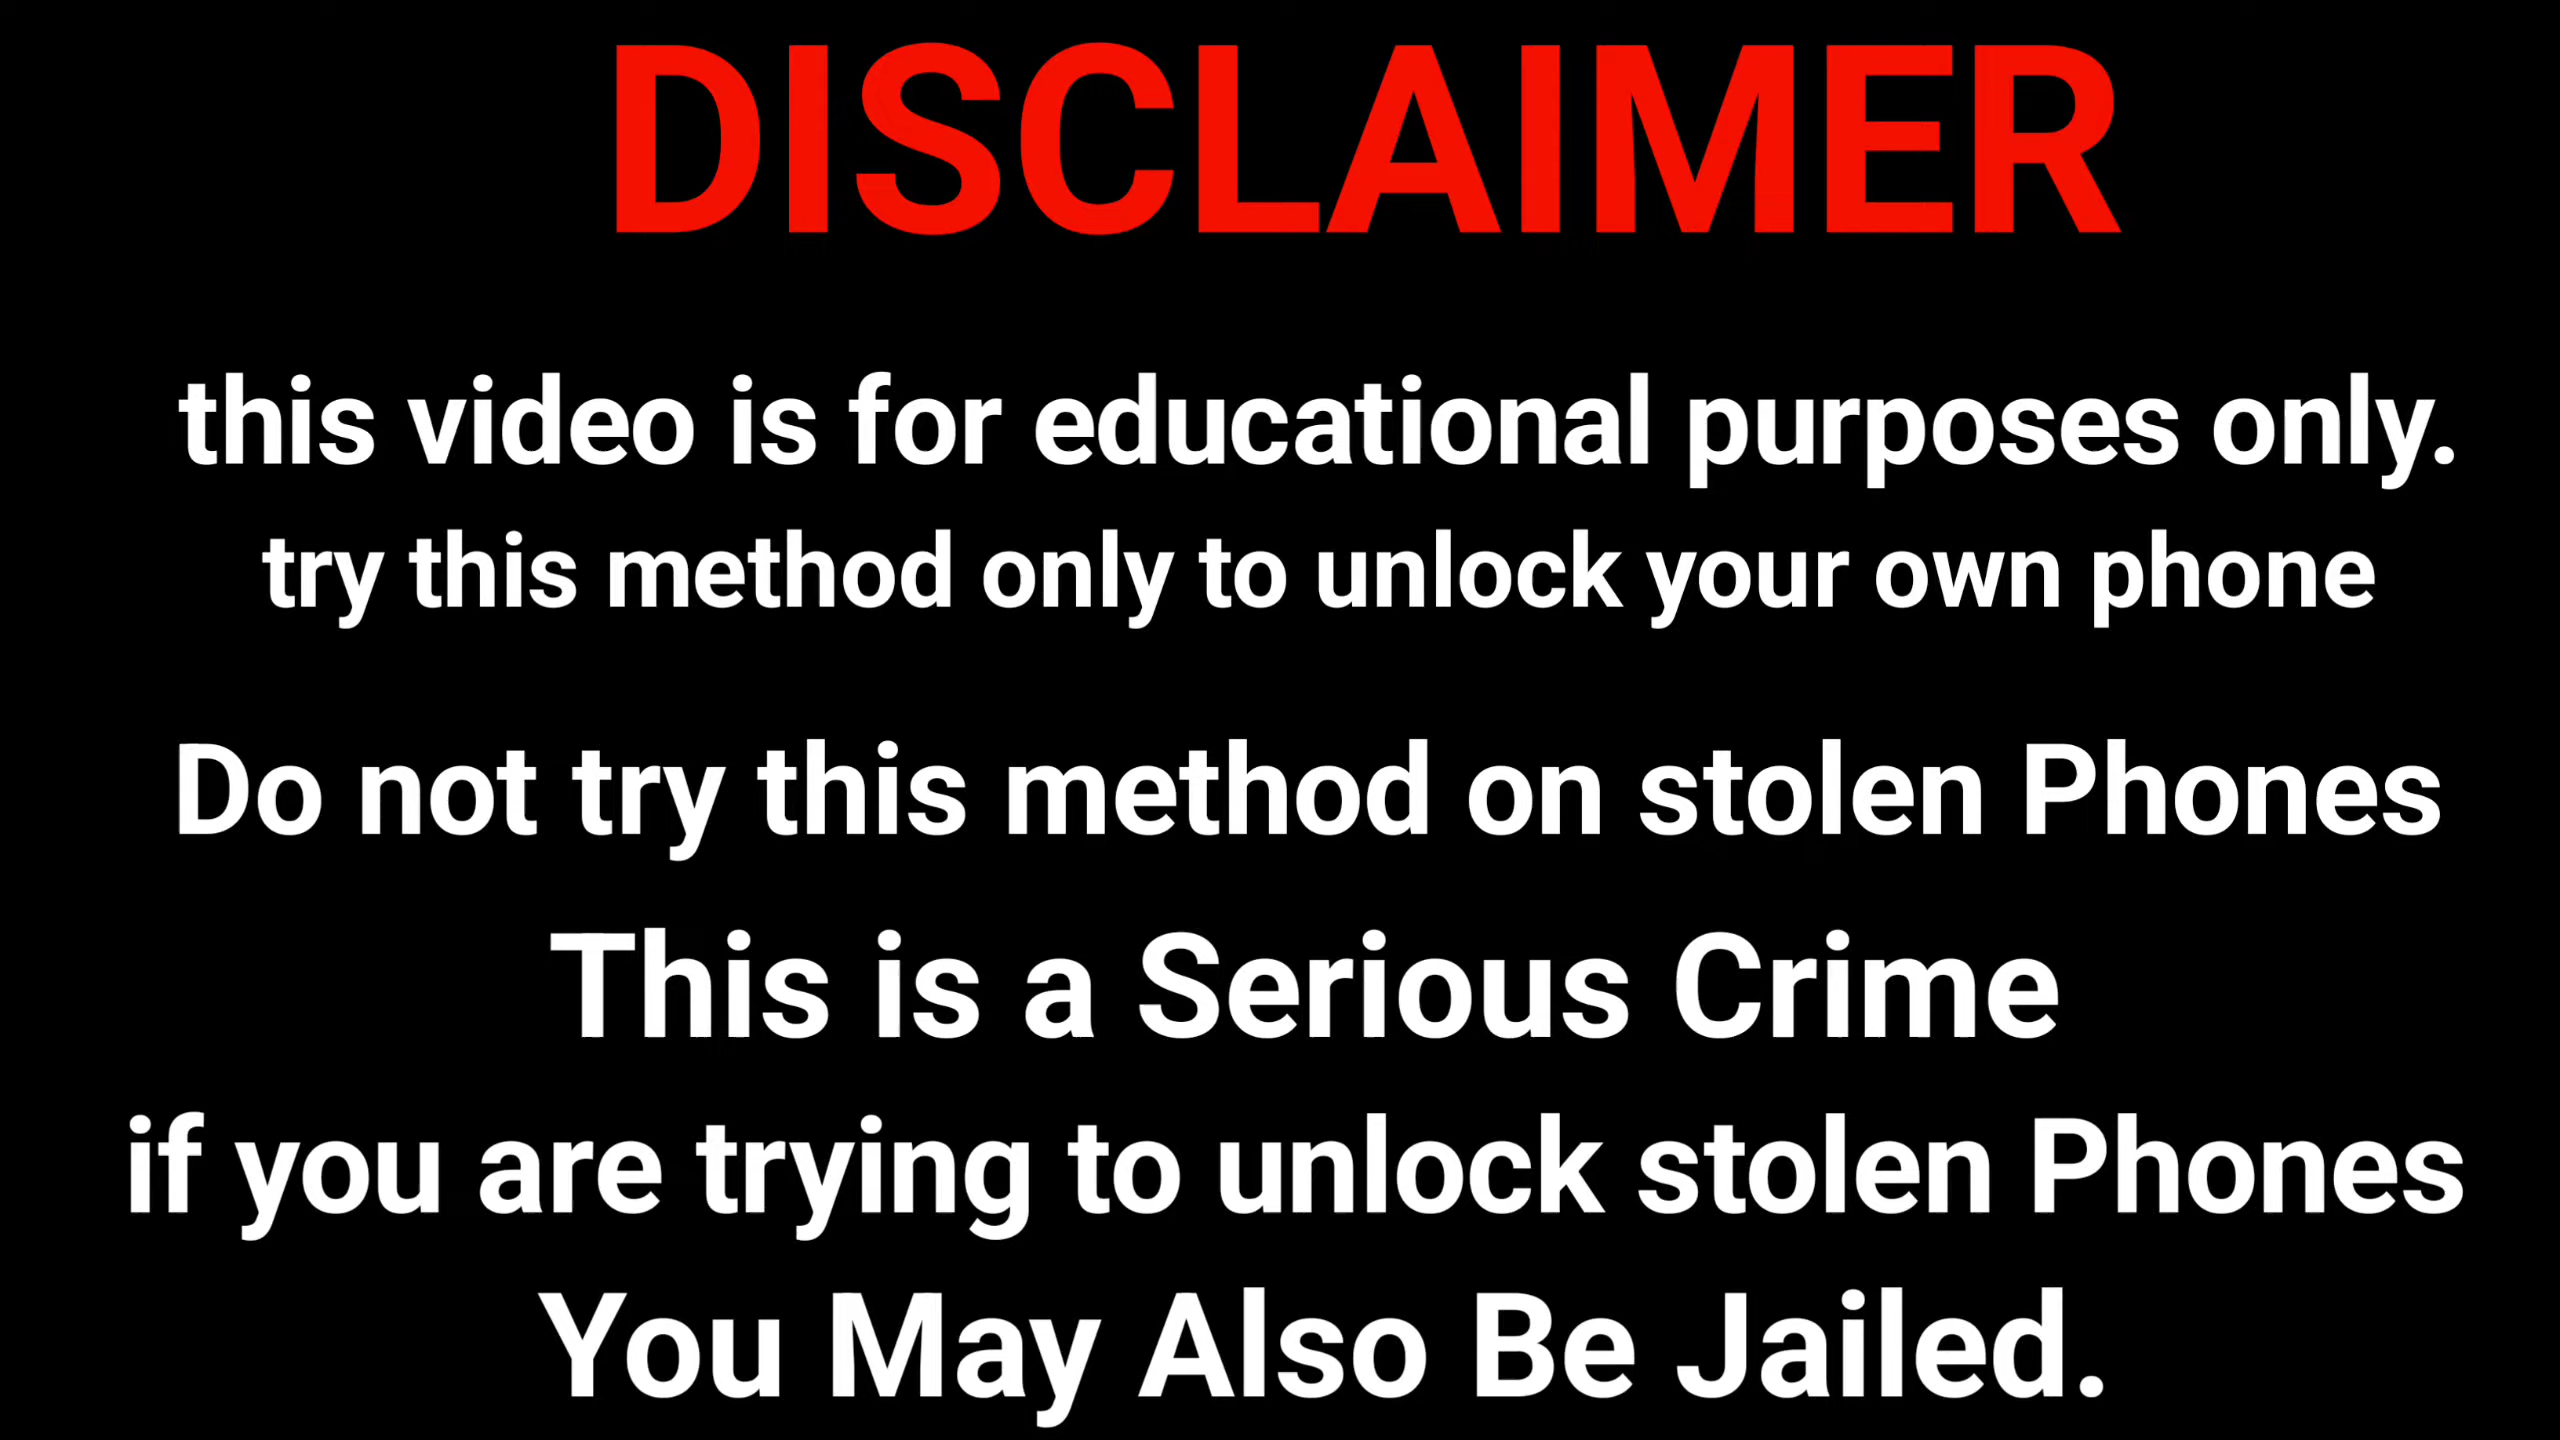 DISCLAIMER
this video is for educational purposes only.
try this method only to unlock your own phone
Do not try this method on stolen Phones
This is a Serious Crime
if you are trying to unlock stolen Phones
You May Also Be Jailed.